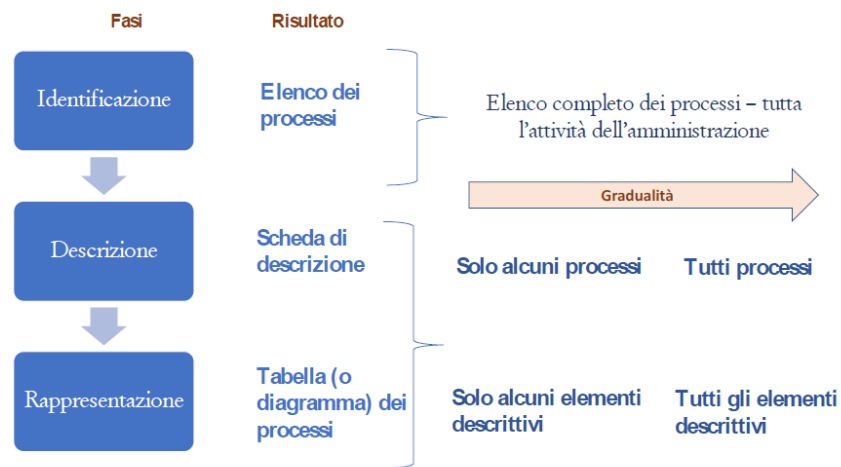 Fasi
Risultato
Identificazione
Elenco dei
processi
Elenco completo dei processi – tutta
l’attività dell’amministrazione
Gradualità
Descrizione
Scheda di
descrizione
Solo alcuni processi
Tutti processi
Rappresentazione
Tabella (o
diagramma) dei
processi
Solo alcuni elementi
descrittivi
Tutti gli elementi
descrittivi